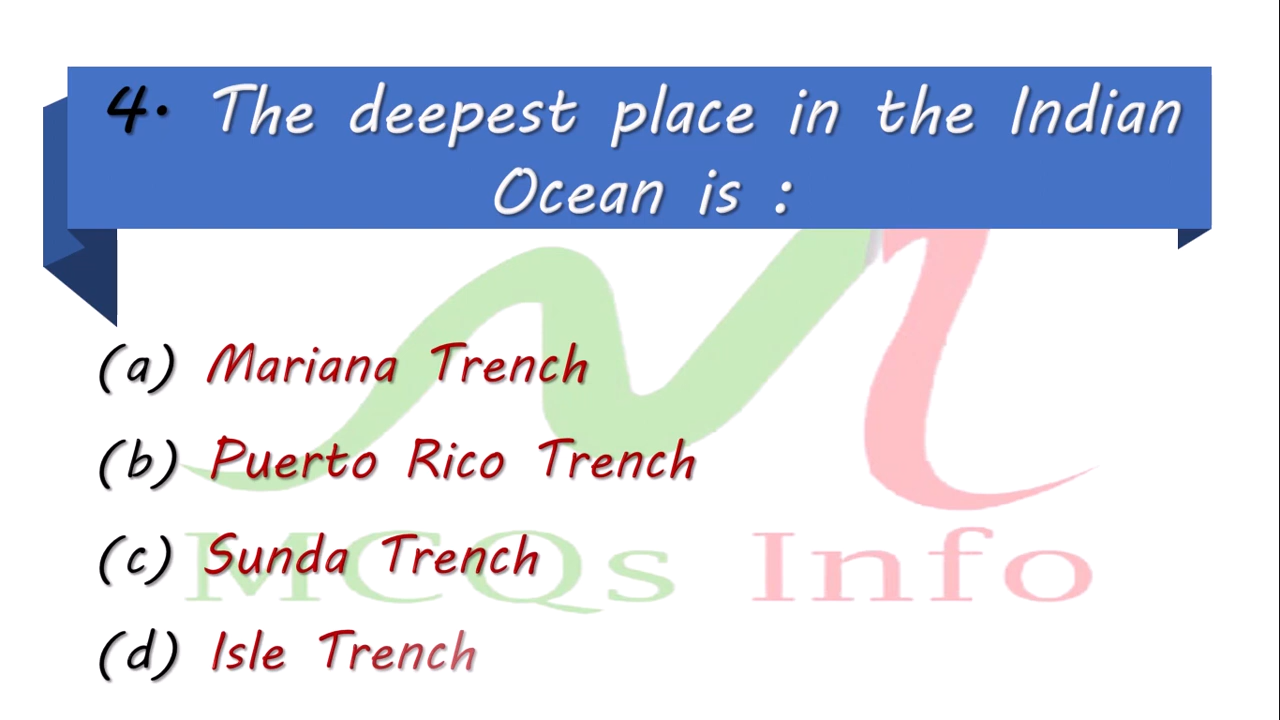 4. The deepest place in the Indian
Ocean is :
(a) Mariana Trench
(b) Puerto Rico Trench
(c) Sunda Trench
MCQs Info
(d) Isle Trench